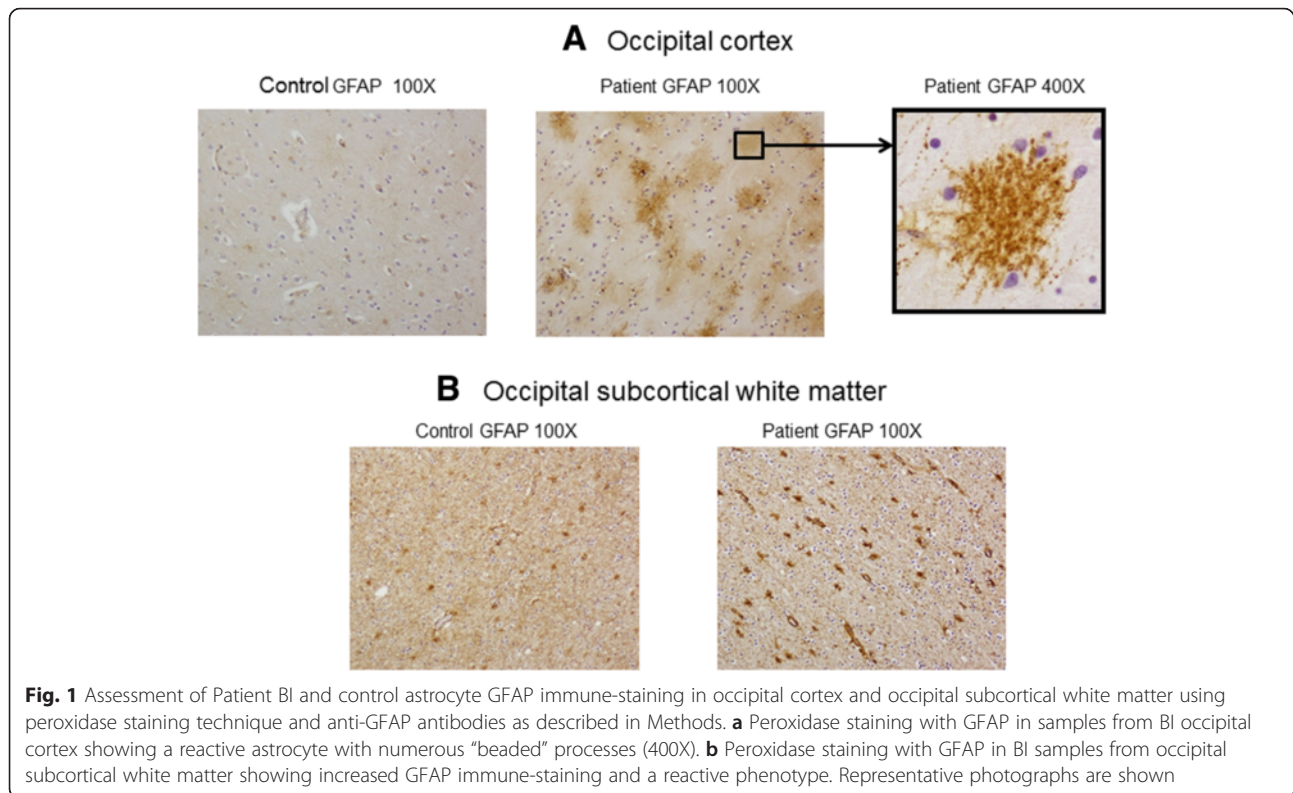 A Occipital cortex
Control GFAP 100X
Patient GFAP 100X
Patient GFAP 400X
B Occipital subcortical white matter
Control GFAP 100X
Patient GFAP 100X
Fig. 1 Assessment of Patient BI and control astrocyte GFAP immune-staining in occipital cortex and occipital subcortical white matter using
peroxidase staining technique and anti-GFAP antibodies as described in Methods. a Peroxidase staining with GFAP in samples from BI occipital
cortex showing a reactive astrocyte with numerous “beaded” processes (400X). b Peroxidase staining with GFAP in BI samples from occipital
subcortical white matter showing increased GFAP immune-staining and a reactive phenotype. Representative photographs are shown